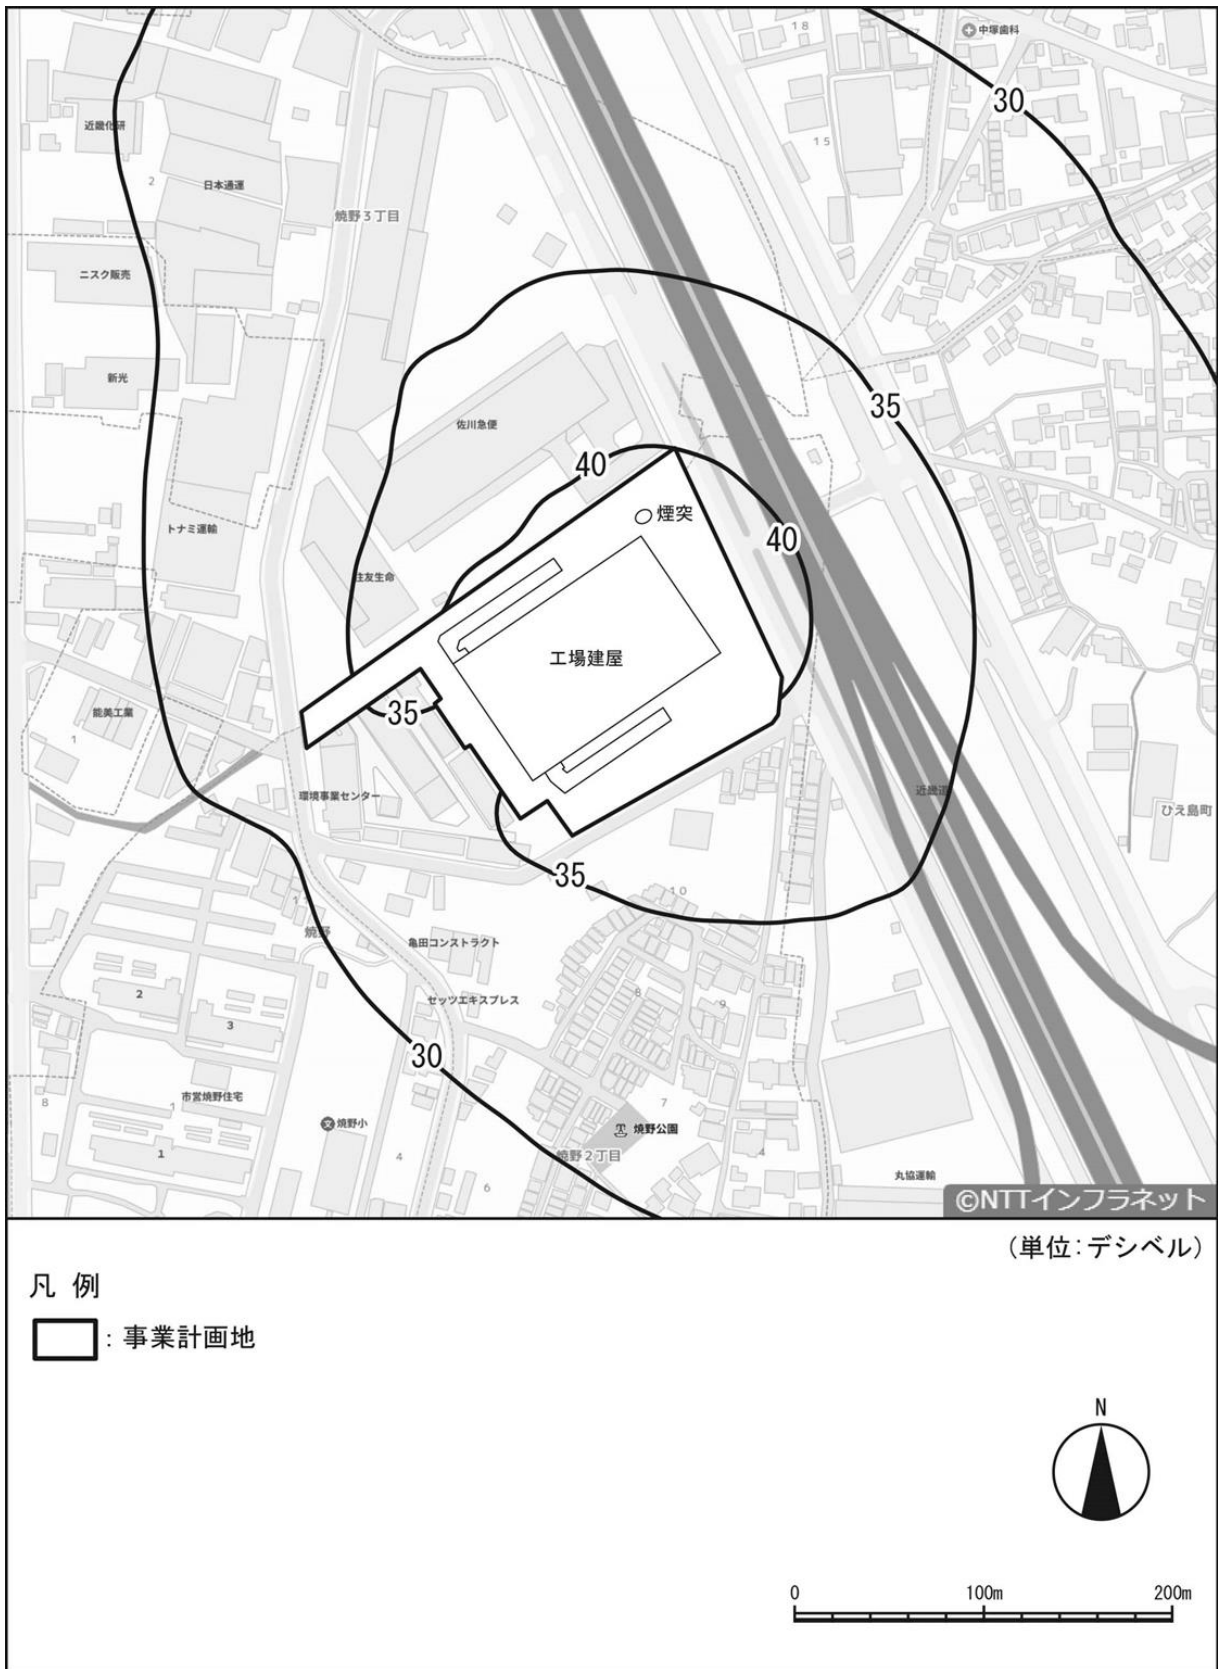 18
中塚歯科
30
15
近畿化研
2
日本通運
焼野3丁目
ニスク販売
新光
35
佐川急便
40
煙突
トナミ運輸
40
住友生命
工場建屋
能美工業
35
1
環境事業センター
近畿道
ひえ島町
35
10
焼野
亀田コンストラクト
セッツエキスプレス
2
8
9
3
30
市営焼野住宅
8
1
焼野小
7
焼野公園
1
4
焼野2丁目
4
6
丸協運輸
©NTTインフラネット
(単位:デシベル)
凡 例
:事業計画地
N
0 100m 200m